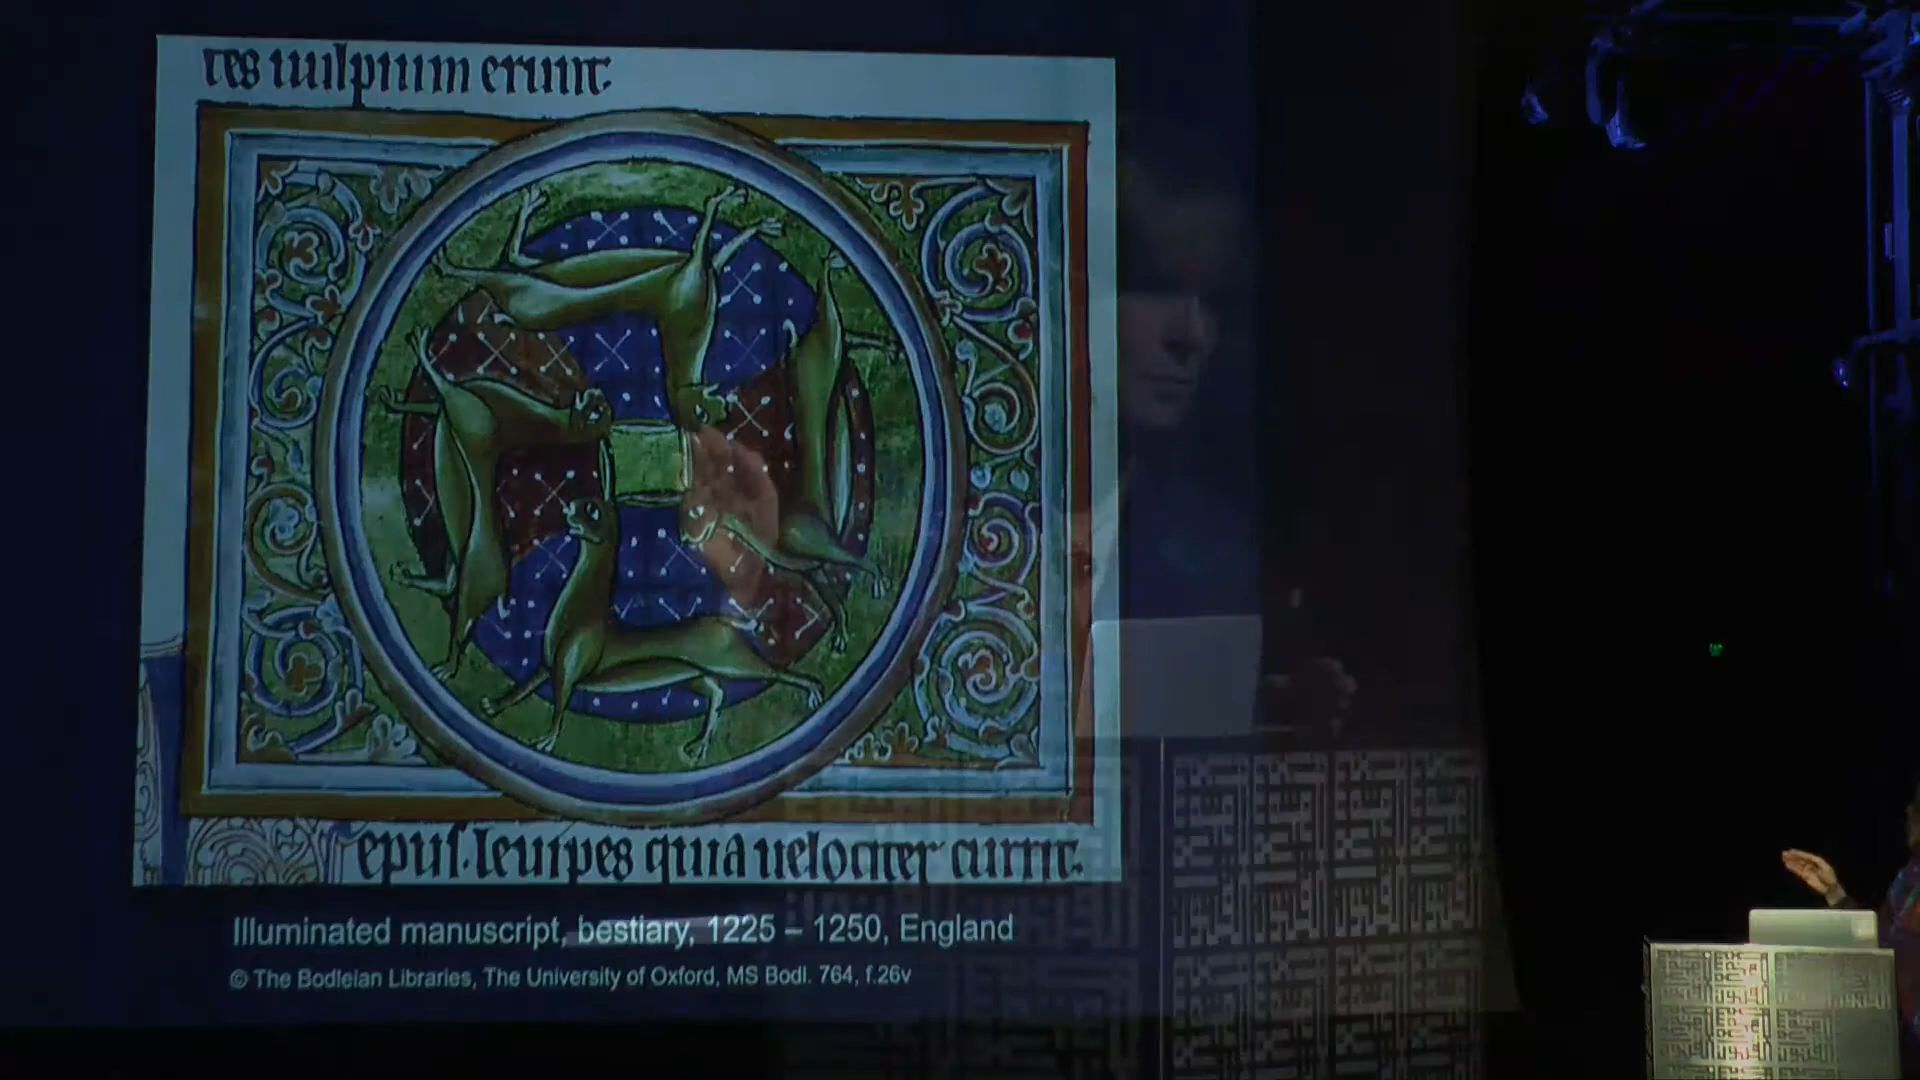 tes uulpium erunt.
epus. leuipes quia uelociter currit.
Illuminated manuscript, bestiary, 1225 – 1250, England
© The Bodleian Libraries, The University of Oxford, MS Bodl. 764, f.26v